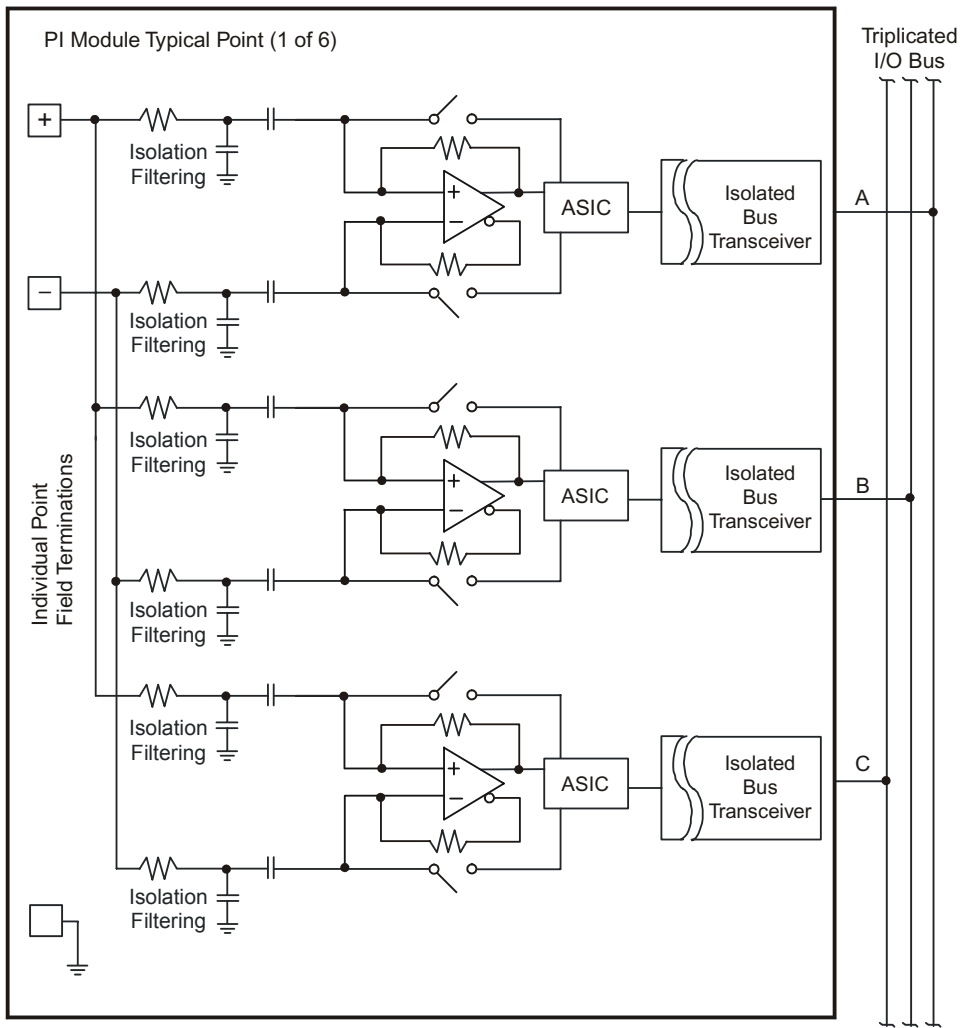 PI Module Typical Point (1 of 6)
Triplicated
I/O Bus
+
Isolation
Filtering
+
−
ASIC
Isolated
Bus
Transceiver
A
−
Isolation
Filtering
Isolation
Filtering
+
−
ASIC
Isolated
Bus
Transceiver
B
Individual Point
Field Terminations
Isolation
Filtering
Isolation
Filtering
+
−
ASIC
Isolated
Bus
Transceiver
C
Isolation
Filtering